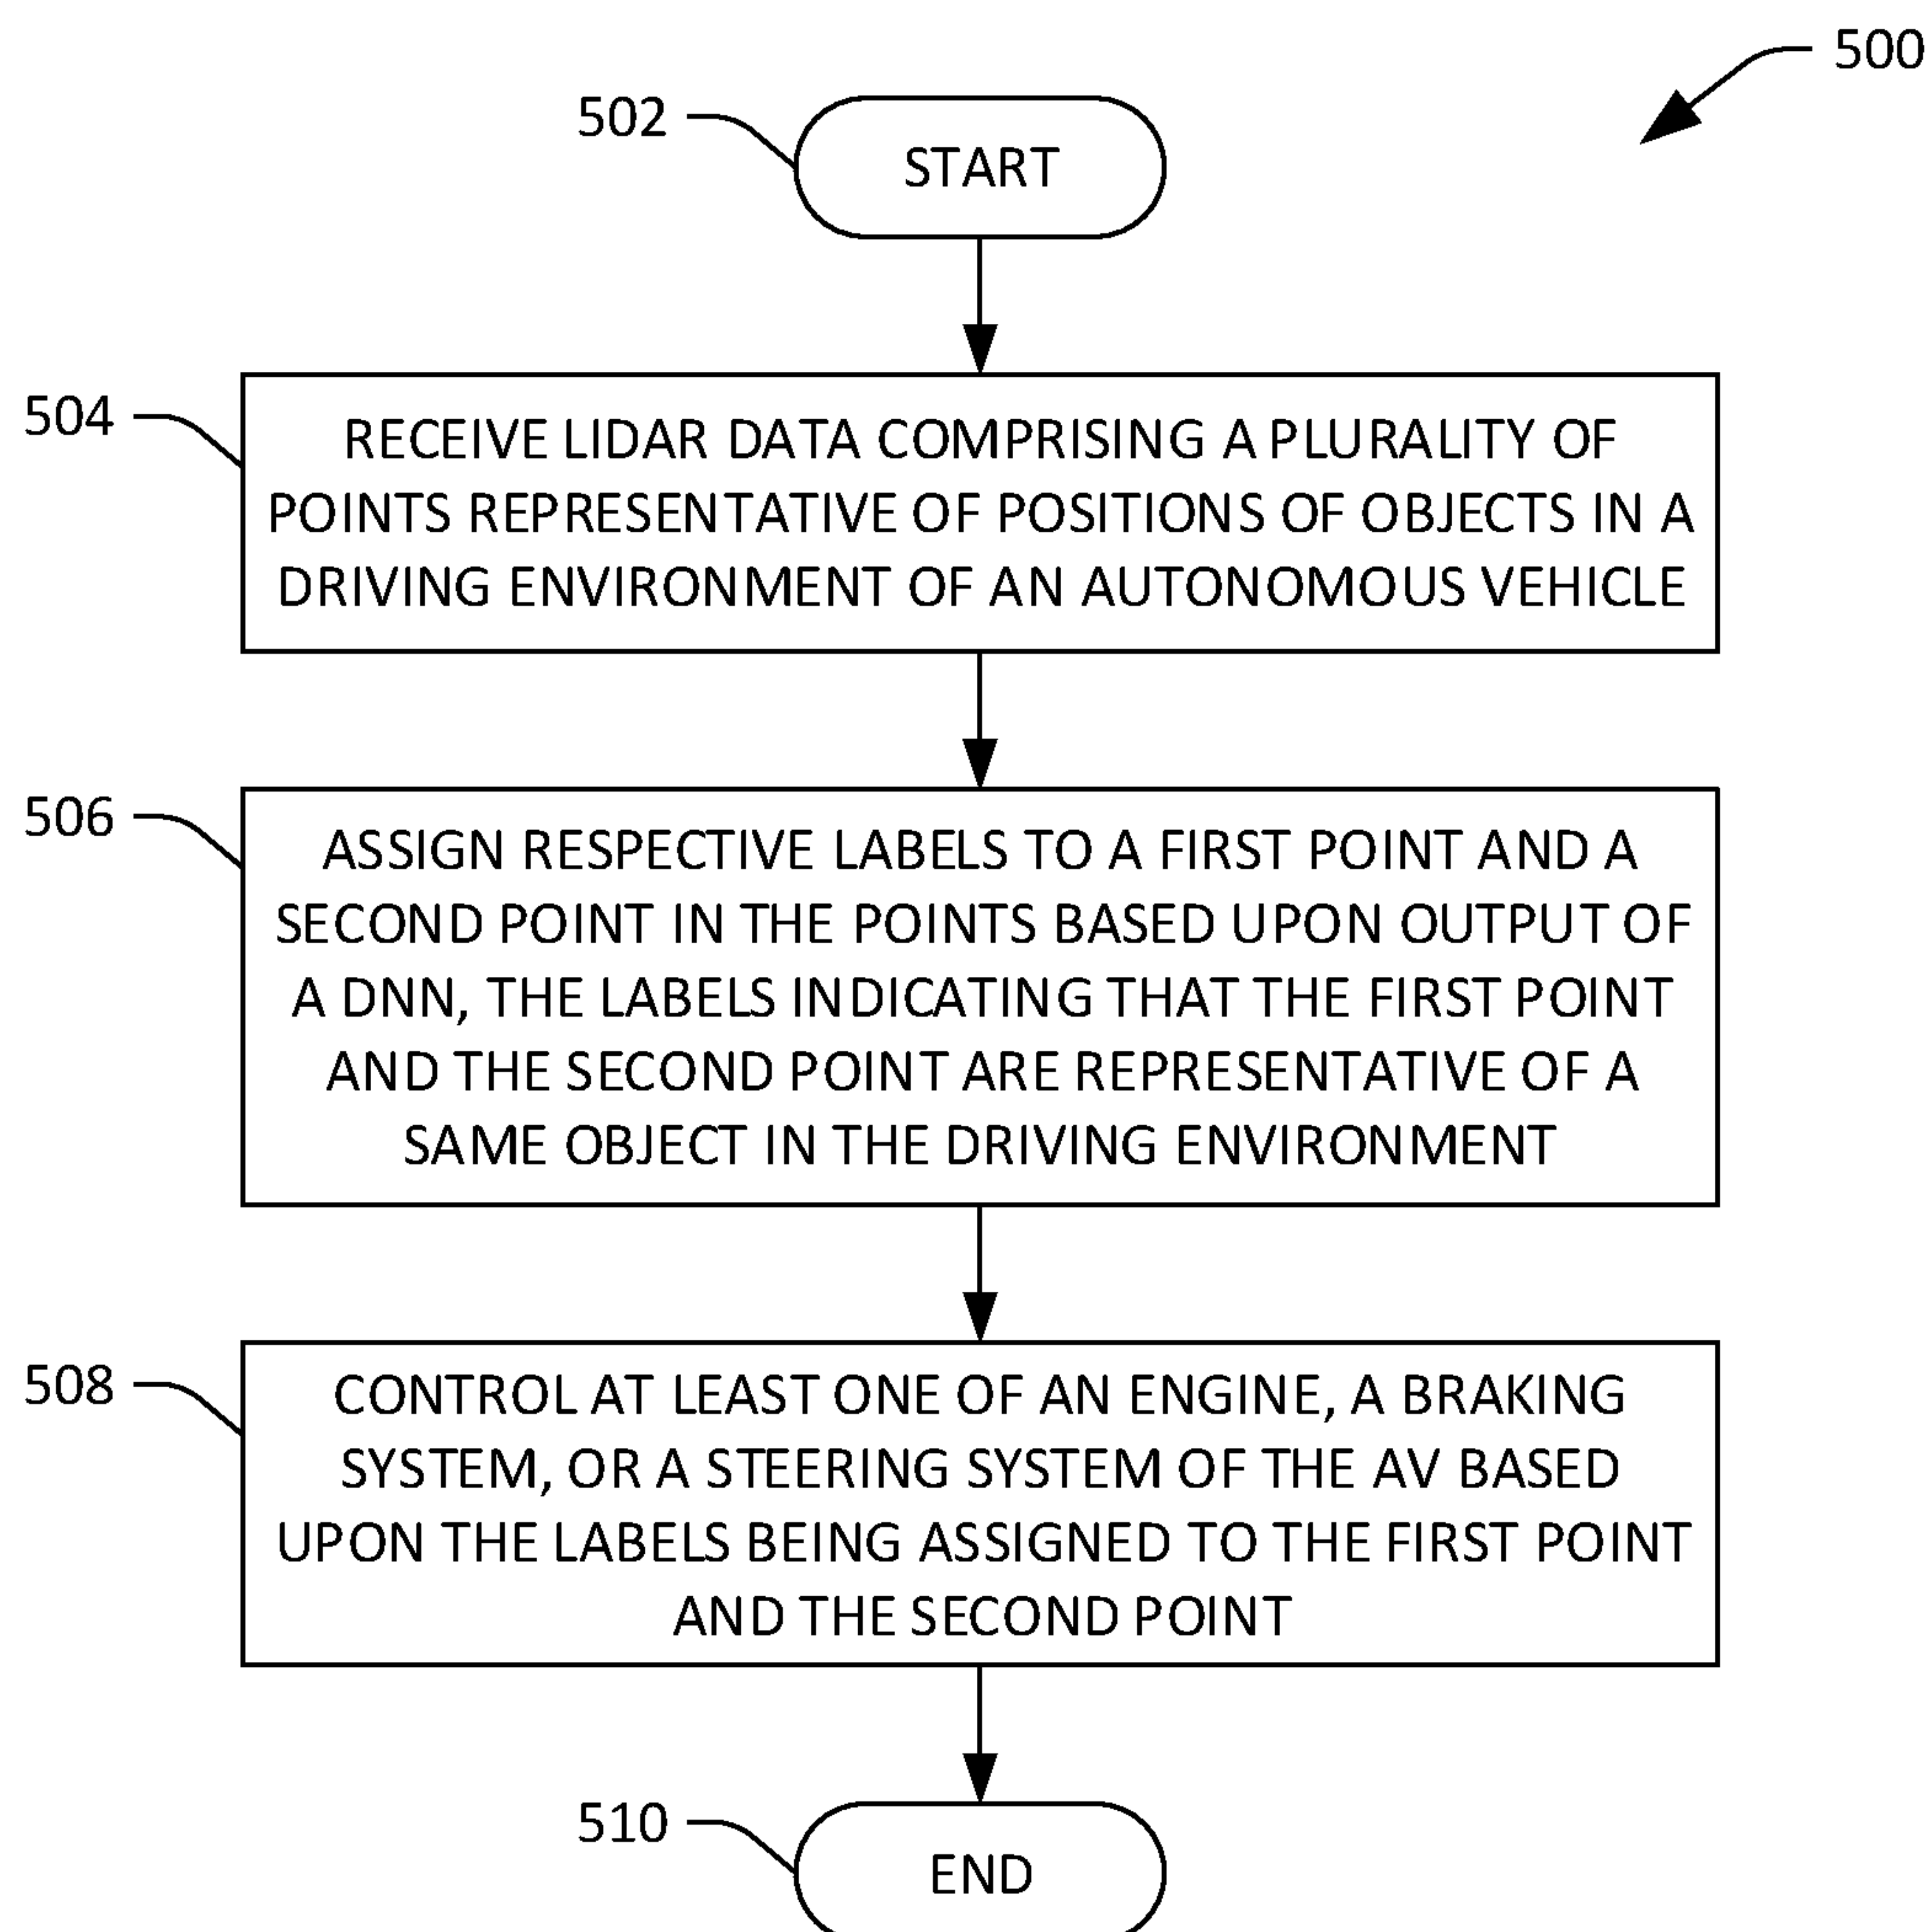 500
502
START
504
RECEIVE LIDAR DATA COMPRISING A PLURALITY OF
POINTS REPRESENTATIVE OF POSITIONS OF OBJECTS IN A
DRIVING ENVIRONMENT OF AN AUTONOMOUS VEHICLE
506
ASSIGN RESPECTIVE LABELS TO A FIRST POINT AND A
SECOND POINT IN THE POINTS BASED UPON OUTPUT OF
A DNN, THE LABELS INDICATING THAT THE FIRST POINT
AND THE SECOND POINT ARE REPRESENTATIVE OF A
SAME OBJECT IN THE DRIVING ENVIRONMENT
508
CONTROL AT LEAST ONE OF AN ENGINE, A BRAKING
SYSTEM, OR A STEERING SYSTEM OF THE AV BASED
UPON THE LABELS BEING ASSIGNED TO THE FIRST POINT
AND THE SECOND POINT
510
END